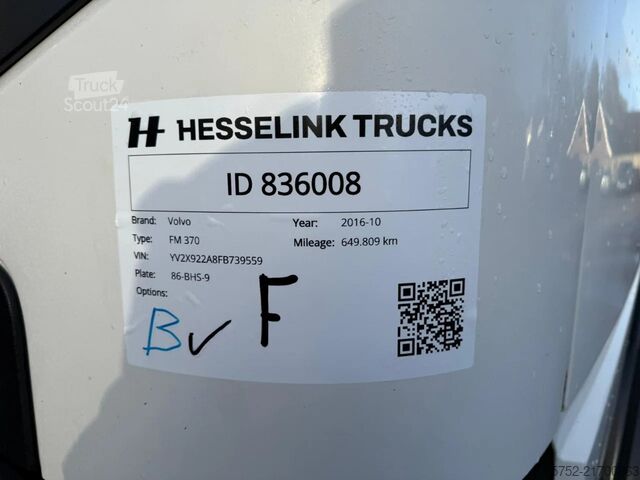 Truck
Scout24
H HESSELINK TRUCKS
ID 836008
Brand: Volvo Year: 2016-10
Type: FM 370 Mileage: 649.809 km
VIN: YV2X922A8FB739559
Plate: 86-BHS-9
Options:
B v F